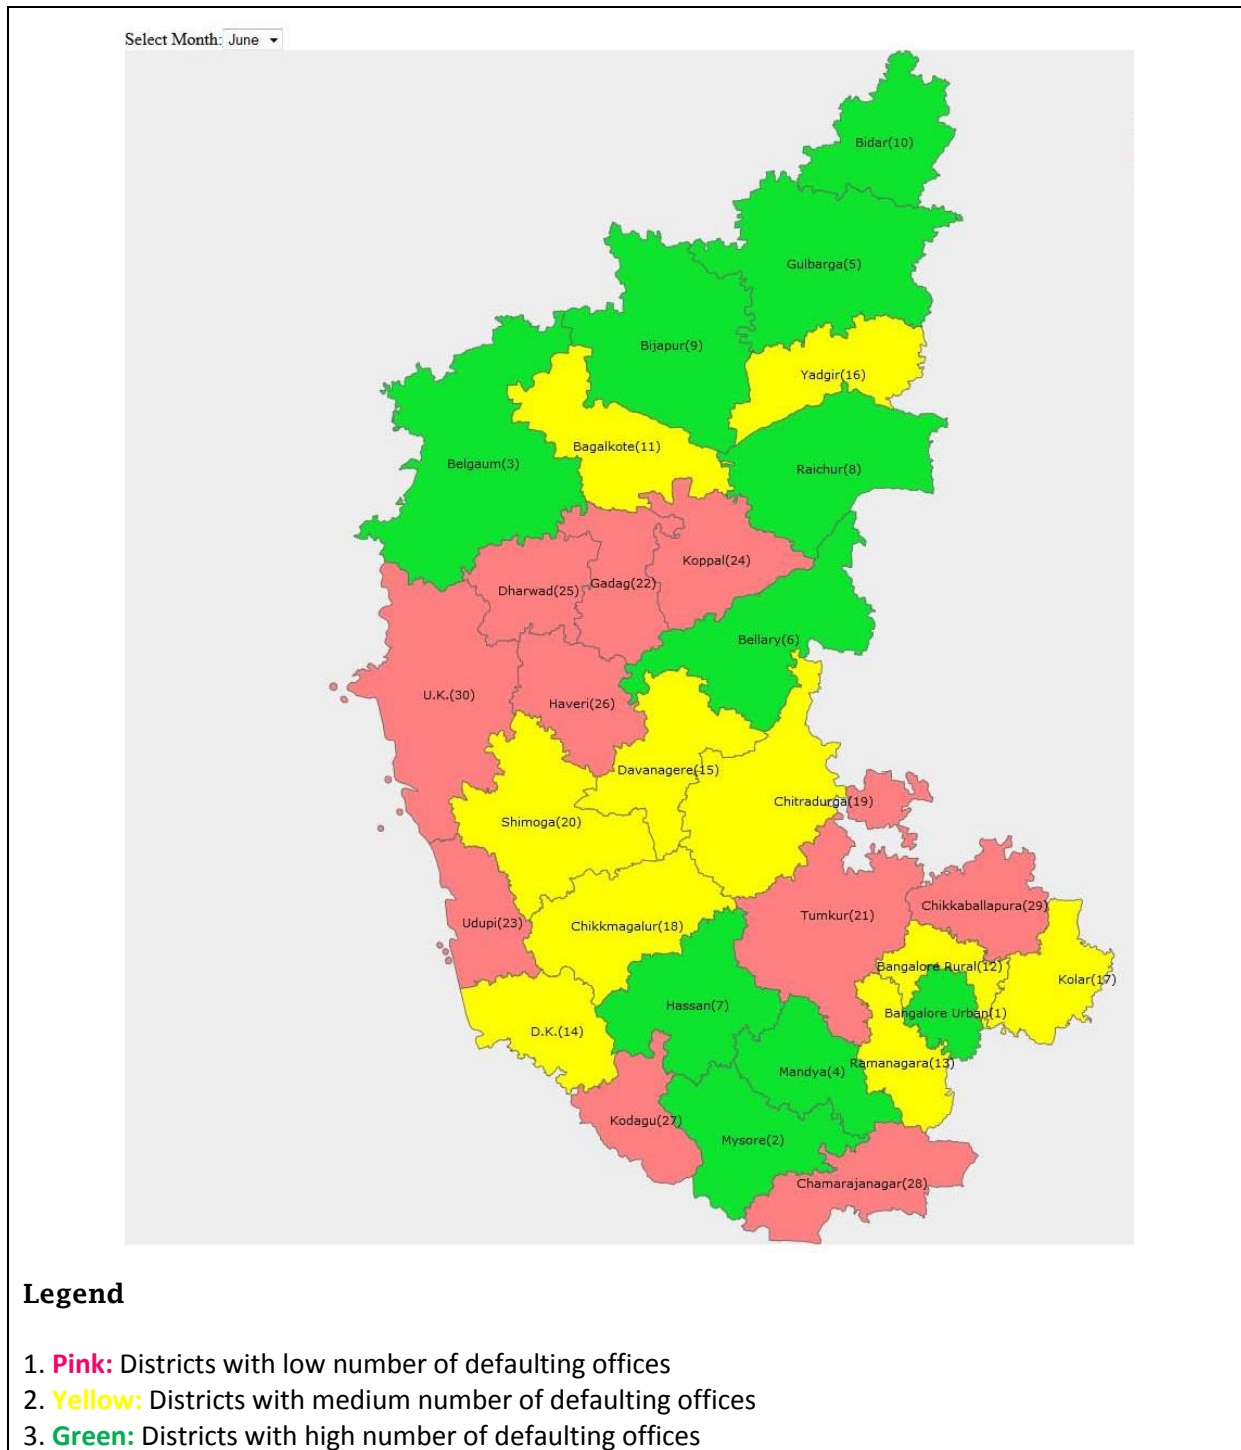 Select Month: June
Bidar(10)
Gulbarga(5)
Bijapur(9)
Yadgir(16)
Bagalkote(11)
Belgaum(3)
Raichur(8)
Koppal(24)
Gadag(22)
Dharwad(25)
Bellary(6)
U.K.(30)
Haveri(26)
Davanagere(15)
Chitradurga(19)
Shimoga(20)
Chikkaballapura(29)
Tumkur(21)
Udupi(23)
Chikkmagalur(18)
Bangalore Rural(12)
Kolar(17)
Hassan(7)
Bangalore Urban(1)
D.K.(14)
Ramanagara(13)
Mandya(4)
Kodagu(27)
Mysore(2)
Chamarajanagar(28)
Legend
1. Pink: Districts with low number of defaulting offices
2. Yellow: Districts with medium number of defaulting offices
3. Green: Districts with high number of defaulting offices